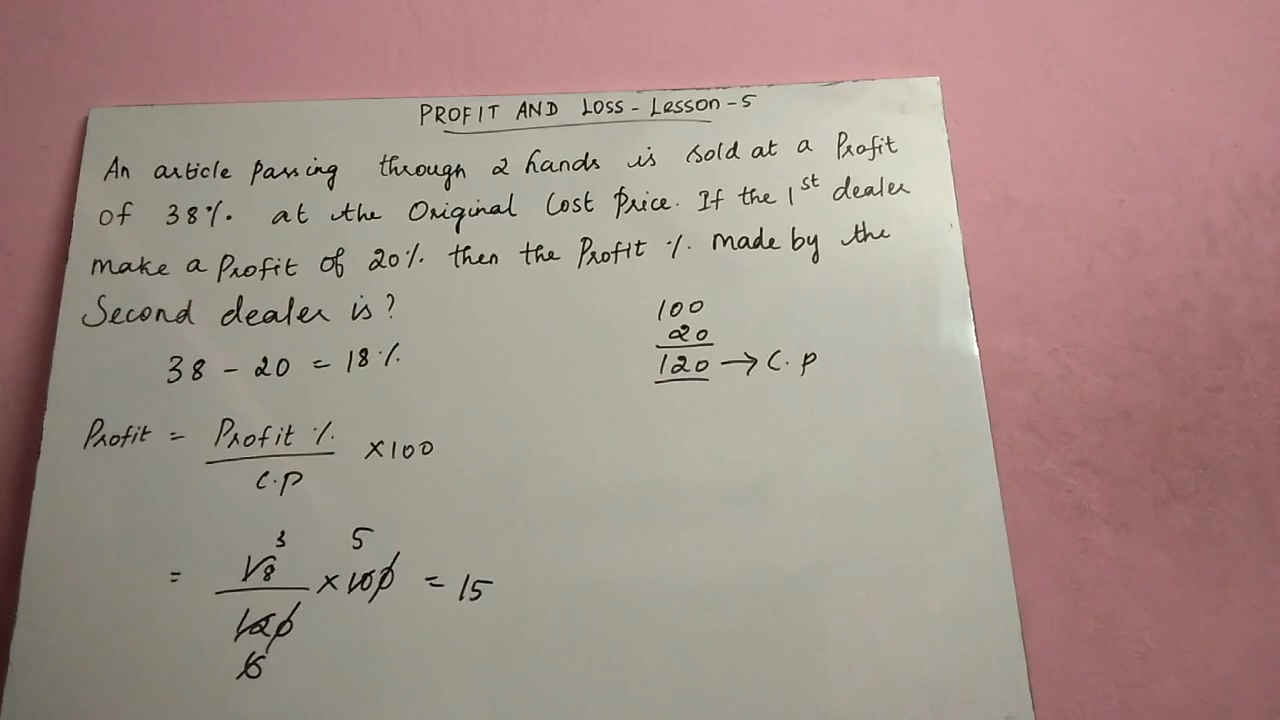 PROFIT AND LOSS - Lesson - 5
An article passing through 2 hands is sold at a Profit
of 38% at the Original Cost Price. If the 1st dealer
make a Profit of 20% then the Profit % made by the
Second dealer is?
38 - 20 = 18%
100
20
120 → C.P
Profit = Profit % / C.P × 100
= 18 / 120 × 100 = 15
3 5
6